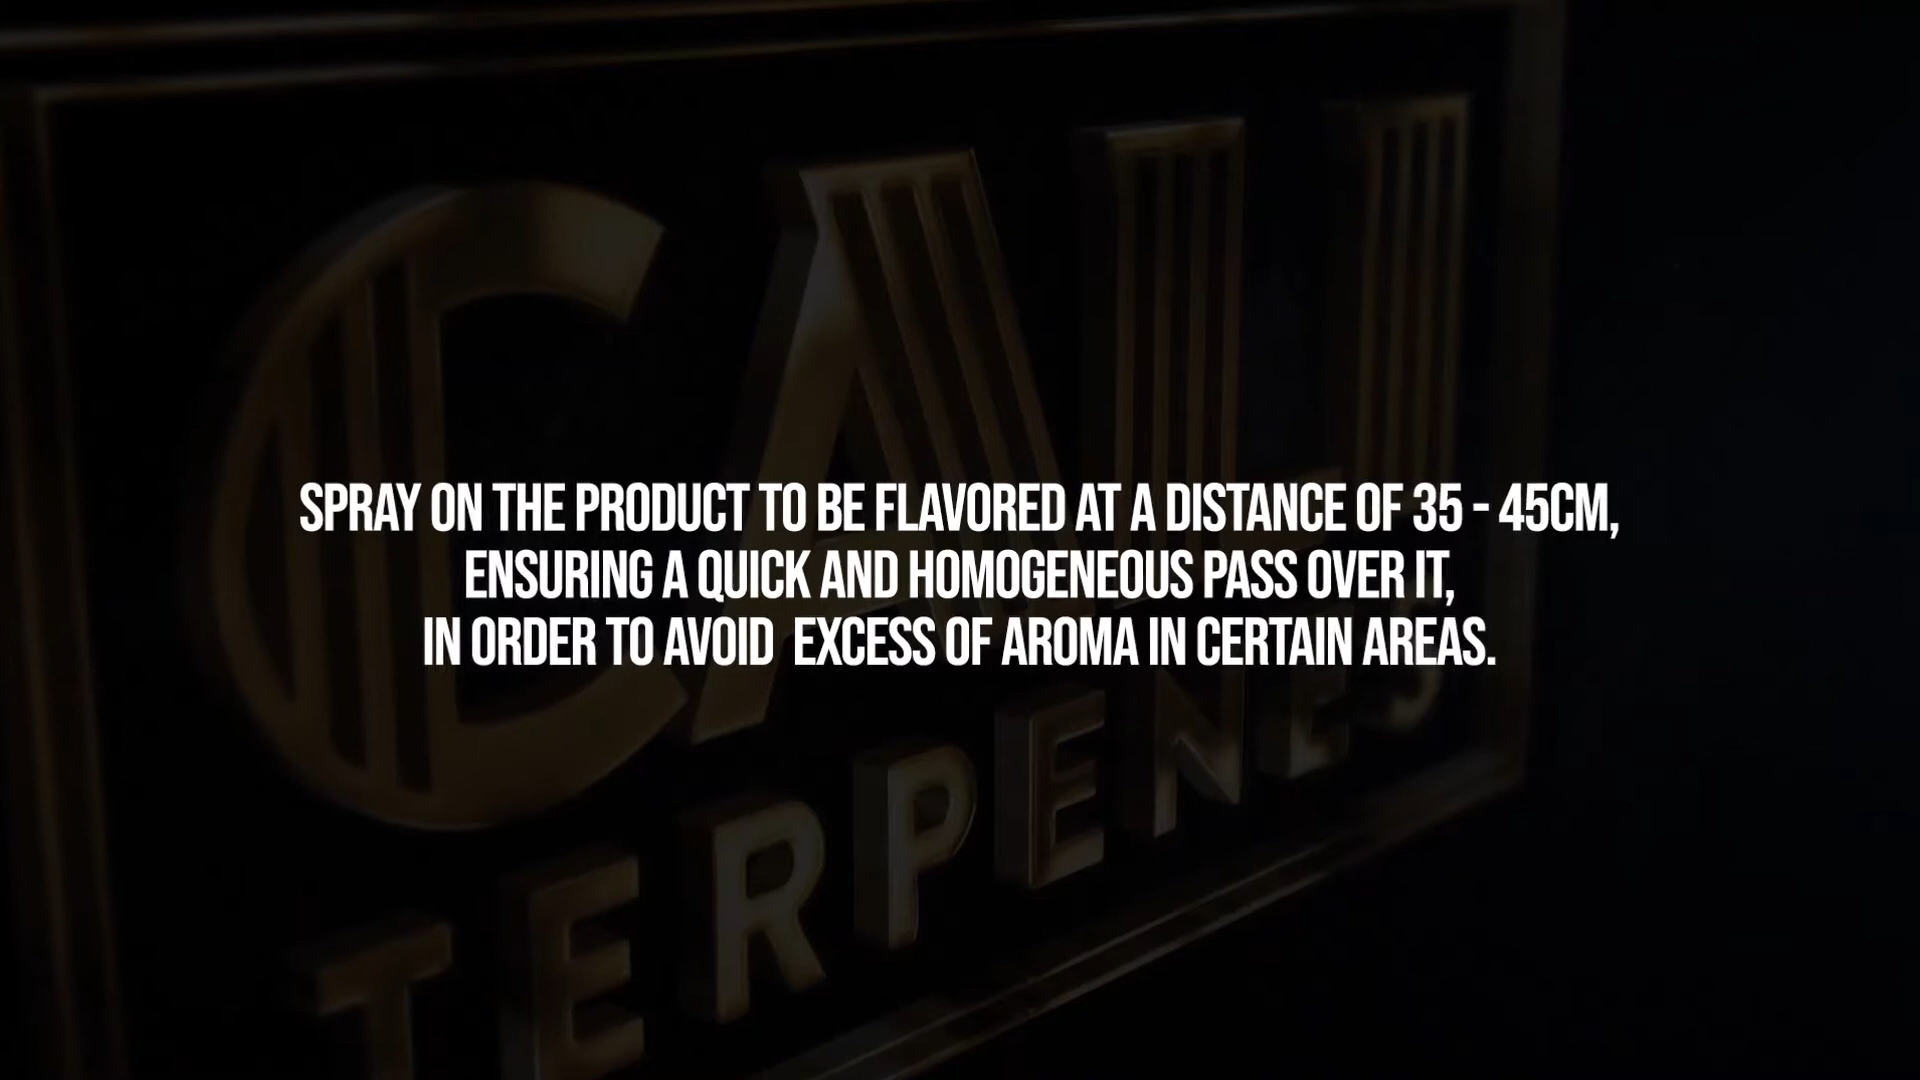 CALI
TERPENES
SPRAY ON THE PRODUCT TO BE FLAVORED AT A DISTANCE OF 35 - 45CM,
ENSURING A QUICK AND HOMOGENEOUS PASS OVER IT,
IN ORDER TO AVOID  EXCESS OF AROMA IN CERTAIN AREAS.